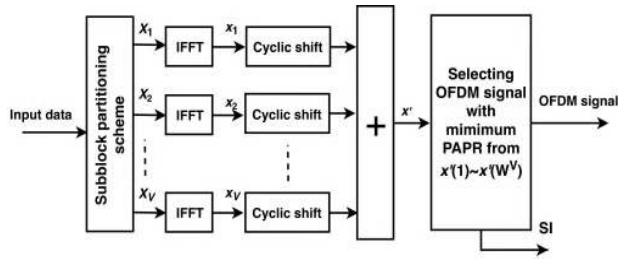 Input data
Subblock partitioning
scheme
X1
IFFT
x1
Cyclic shift
X2
IFFT
x2
Cyclic shift
XV
IFFT
xV
Cyclic shift
+
x'
Selecting
OFDM signal
with
mimimum
PAPR from
x'(1)~x'(W^V)
OFDM signal
SI